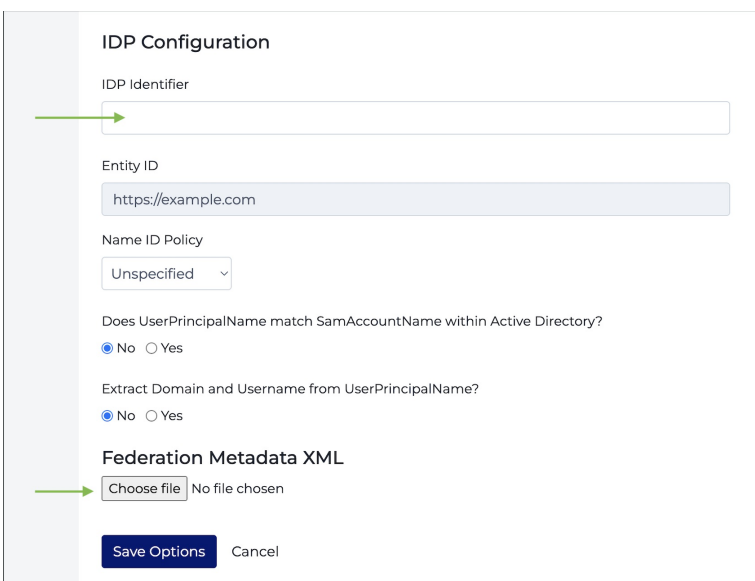 IDP Configuration
IDP Identifier
Entity ID
https://example.com
Name ID Policy
Unspecified
Does UserPrincipalName match SamAccountName within Active Directory?
No Yes
Extract Domain and Username from UserPrincipalName?
No Yes
Federation Metadata XML
Choose file No file chosen
Save Options Cancel